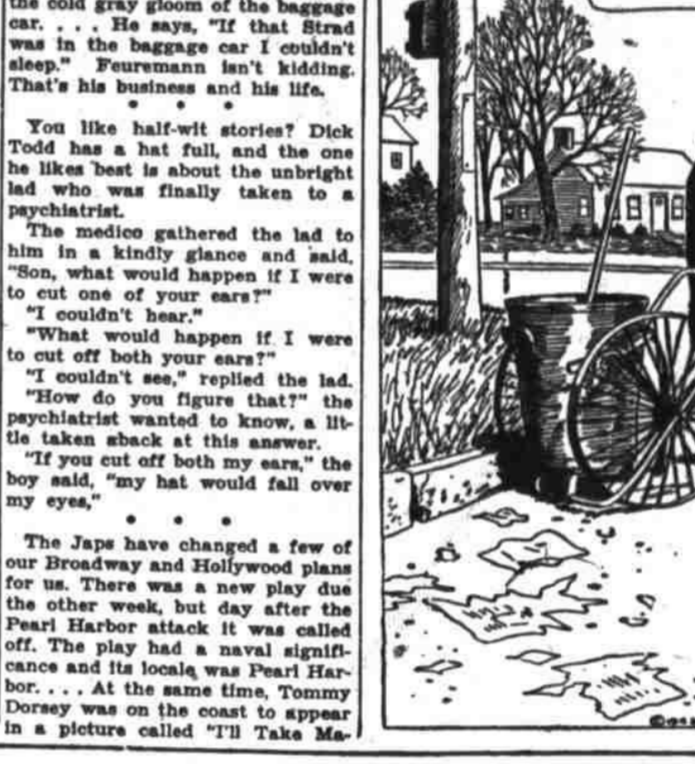 the cold gray gloom of the baggage
car. . . . He says, "If that Strad
was in the baggage car I couldn't
sleep." Feuremann isn't kidding.
That's his business and his life.
• • •
You like half-wit stories? Dick
Todd has a hat full, and the one
he likes best is about the unbright
lad who was finally taken to a
psychiatrist.
The medico gathered the lad to
him in a kindly glance and said,
"Son, what would happen if I were
to cut one of your ears?"
"I couldn't hear."
"What would happen if I were
to cut off both your ears?"
"I couldn't see," replied the lad.
"How do you figure that?" the
psychiatrist wanted to know, a lit-
tle taken aback at this answer.
"If you cut off both my ears," the
boy said, "my hat would fall over
my eyes,"
• • •
The Japs have changed a few of
our Broadway and Hollywood plans
for us. There was a new play due
the other week, but day after the
Pearl Harbor attack it was called
off. The play had a naval signifi-
cance and its locale was Pearl Har-
bor. . . . At the same time, Tommy
Dorsey was on the coast to appear
in a picture called "I'll Take Ma-